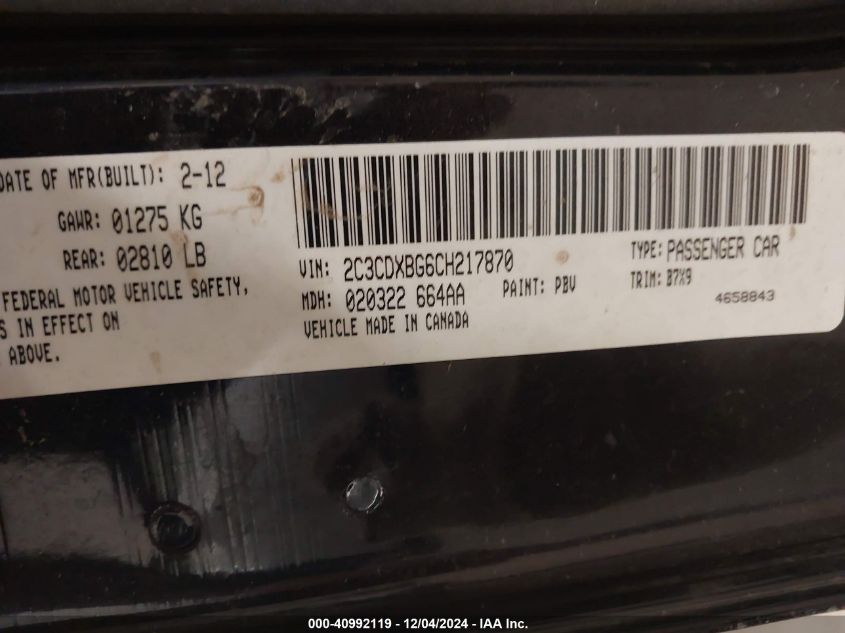 DATE OF MFR(BUILT): 2-12
GAWR: 01275 KG
REAR: 02810 LB
FEDERAL MOTOR VEHICLE SAFETY,
S IN EFFECT ON
ABOVE.
VIN: 2C3CDXBG6CH217870
TYPE: PASSENGER CAR
MDH: 020322 664AA
PAINT: PBV
TRIM: B7X9
VEHICLE MADE IN CANADA
4658843
000-40992119 - 12/04/2024 - IAA Inc.